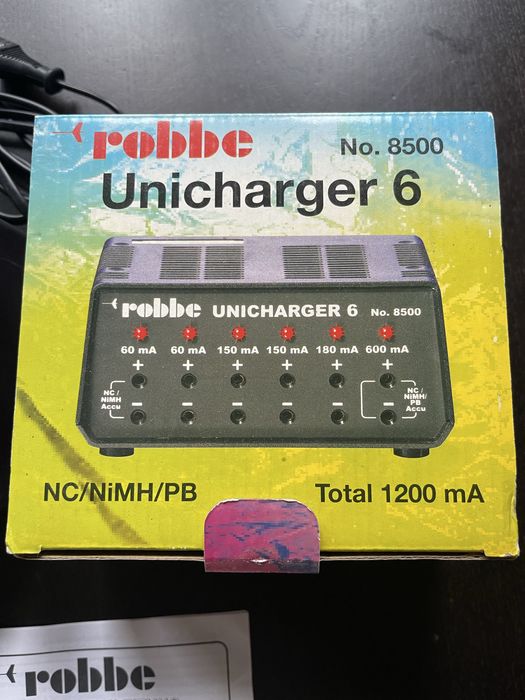 robbe
No. 8500
Unicharger 6
robbe UNICHARGER 6 No. 8500
60 mA 60 mA 150 mA 150 mA 180 mA 600 mA
+ + + + + +
NC / NiMH Accu
NC / NiMH/ PB Accu
- - - - - -
NC/NiMH/PB
Total 1200 mA
robbe